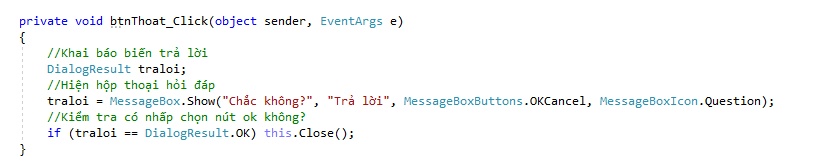 private void btnThoat_Click(object sender, EventArgs e)
{
//Khai báo biến trả lời
DialogResult traloi;
//Hiện hộp thoại hỏi đáp
traloi = MessageBox.Show("Chắc không?", "Trả lời", MessageBoxButtons.OKCancel, MessageBoxIcon.Question);
//Kiểm tra có nhấp chọn nút ok không?
if (traloi == DialogResult.OK) this.Close();
}